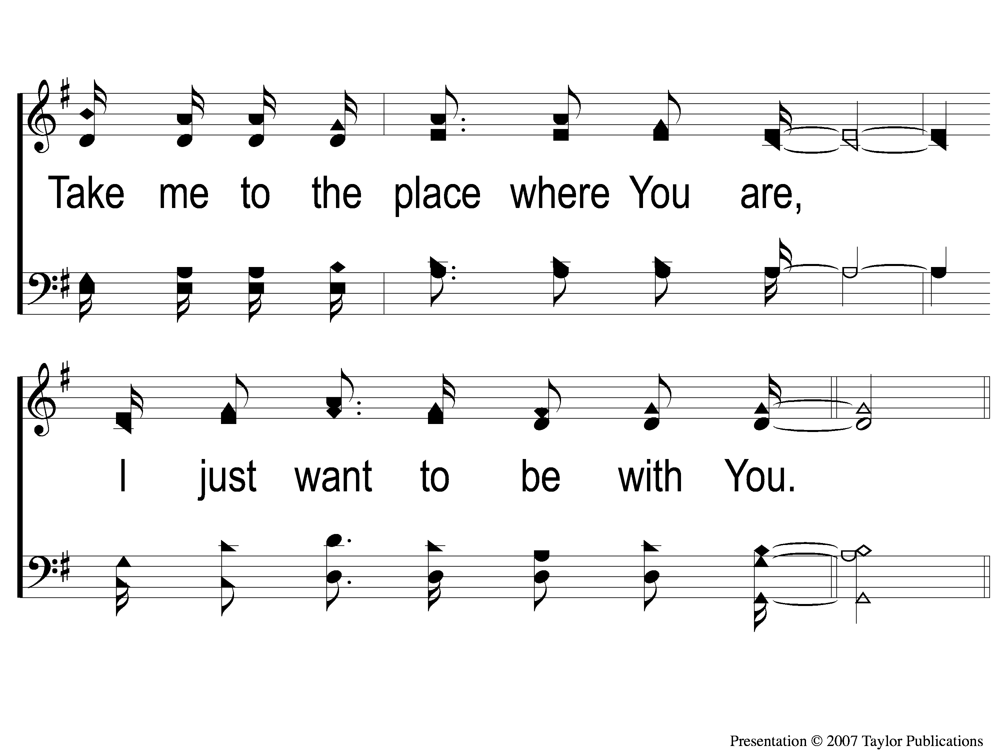 Take me to the place where You are,
I just want to be with You.
Presentation © 2007 Taylor Publications